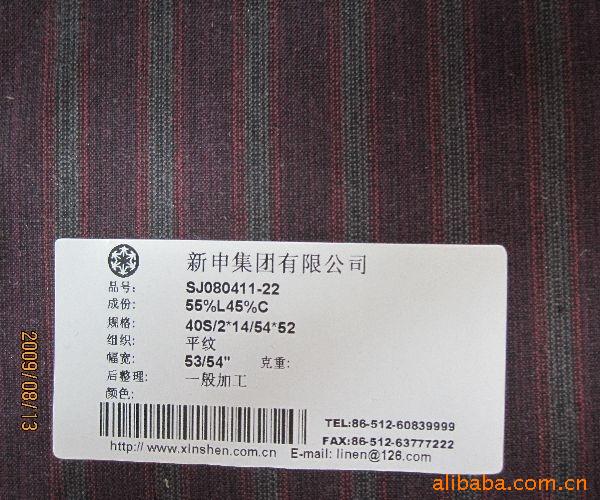 新申集团有限公司
品号: SJ080411-22
成份: 55%L45%C
规格: 40S/2*14/54*52
组织: 平纹
幅宽: 53/54" 克重:
后整理: 一般加工
颜色:
TEL:86-512-60839999
FAX:86-512-63777222
http://www.xinshen.com.cn E-mail: linen@126.com
2009/08/13
alibaba.com.cn